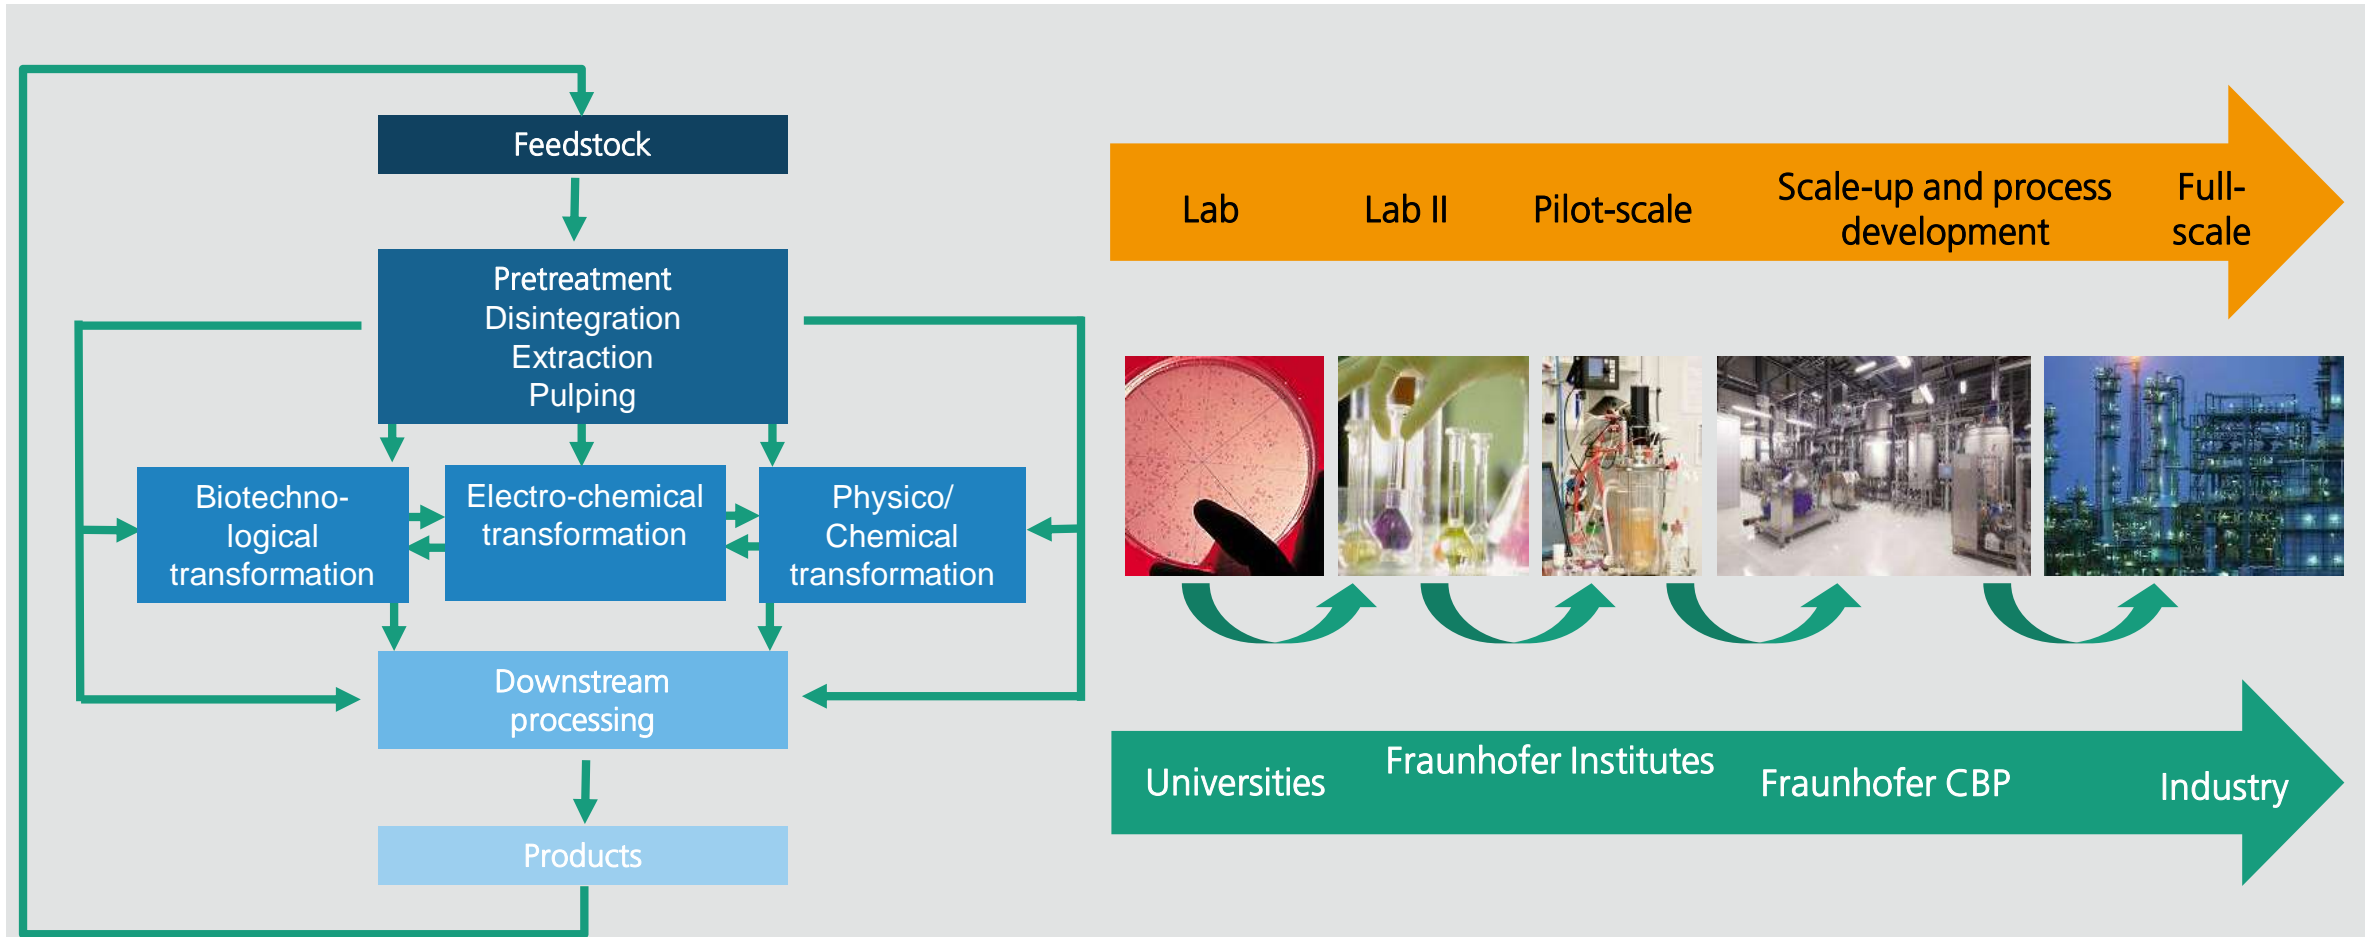 Feedstock
Pretreatment
Disintegration
Extraction
Pulping
Biotechno-
logical
transformation
Electro-chemical
transformation
Physico/
Chemical
transformation
Downstream
processing
Products
Lab
Lab II
Pilot-scale
Scale-up and process
development
Full-
scale
Universities
Fraunhofer Institutes
Fraunhofer CBP
Industry